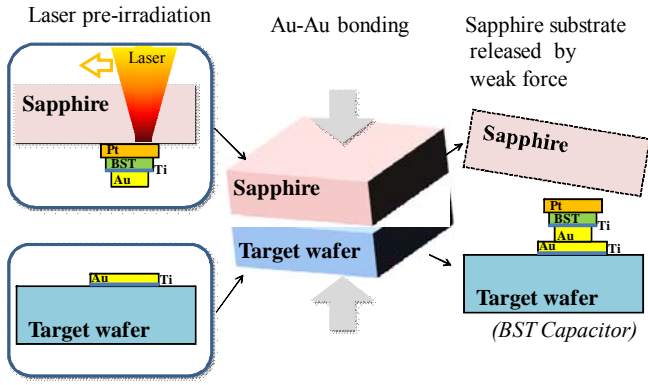 Laser pre-irradiation
Au-Au bonding
Sapphire substrate
released by
weak force
Laser
Sapphire
Pt
BST
Ti
Au
Au
Ti
Target wafer
Sapphire
Target wafer
Sapphire
Pt
BST
Ti
Au
Au
Ti
Target wafer
(BST Capacitor)